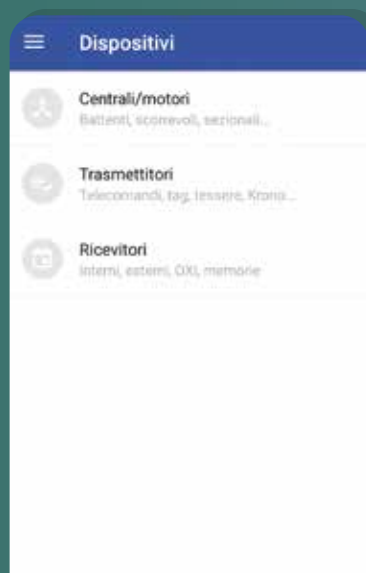 Dispositivi
Centrali/motori
Battenti, scorrevoli, sezionali...
Trasmettitori
Telecomandi, tag, tessere, Krono...
Ricevitori
Interni, esterni, OXI, memorie